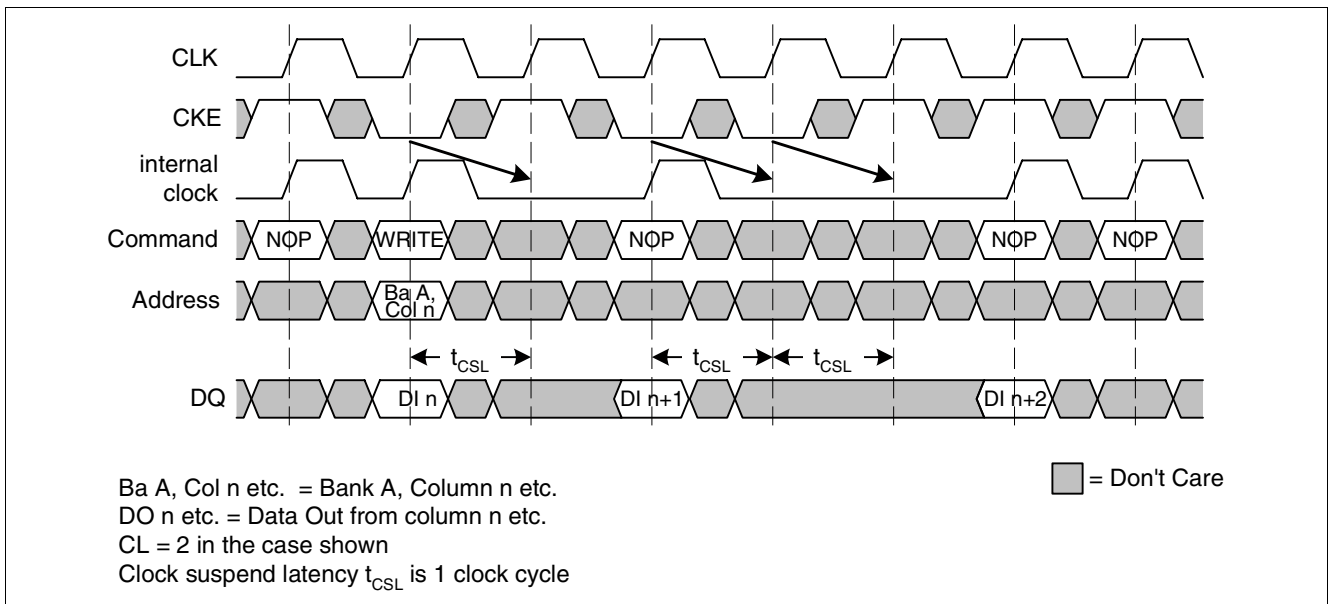 CLK
CKE
internal
clock
Command NOP WRITE NOP NOP NOP
Address Ba A,
Col n
tCSL tCSL tCSL
DQ DI n DI n+1 DI n+2
Ba A, Col n etc. = Bank A, Column n etc.
= Don't Care
DO n etc. = Data Out from column n etc.
CL = 2 in the case shown
Clock suspend latency tCSL is 1 clock cycle